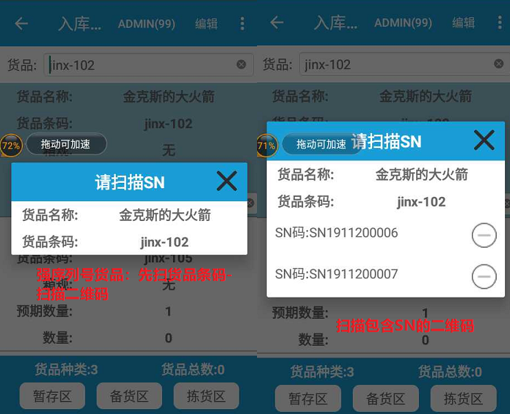 入库... ADMIN(99) 编辑
货品: jinx-102
货品名称: 金克斯的大火箭
货品条码: jinx-102
箱规: 无
72% 拖动可加速
请扫描SN
货品名称: 金克斯的大火箭
货品条码: jinx-102
货品条码: jinx-105
强序列号货品：先扫货品条码-
扫描二维码
箱规: 无
预期数量: 1
数量: 0
货品种类:3 货品总数:0
暂存区 备货区 拣货区
入库... ADMIN(99) 编辑
货品: jinx-102
货品名称: 金克斯的大火箭
71% 拖动可加速
请扫描SN
货品名称: 金克斯的大火箭
货品条码: jinx-102
SN码:SN1911200006
SN码:SN1911200007
预期数量: 1
扫描包含SN的二维码
数量: 0
货品种类:3 货品总数:0
暂存区 备货区 拣货区